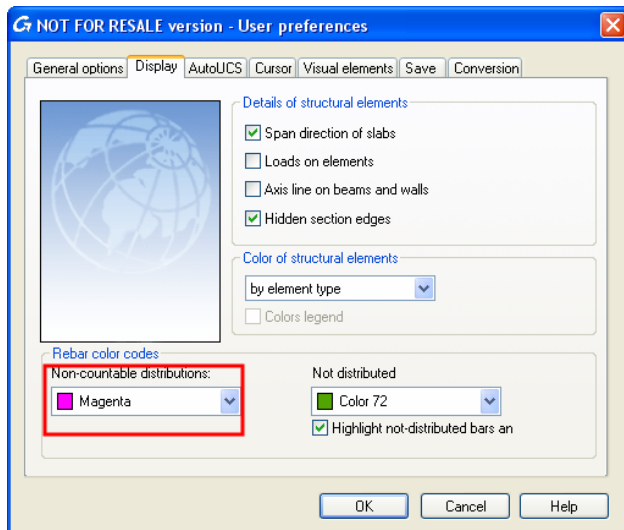 NOT FOR RESALE version - User preferences
General options Display AutoUCS Cursor Visual elements Save Conversion
Details of structural elements
Span direction of slabs
Loads on elements
Axis line on beams and walls
Hidden section edges
Color of structural elements
by element type
Colors legend
Rebar color codes
Non-countable distributions:
Magenta
Not distributed
Color 72
Highlight not-distributed bars an
OK Cancel Help